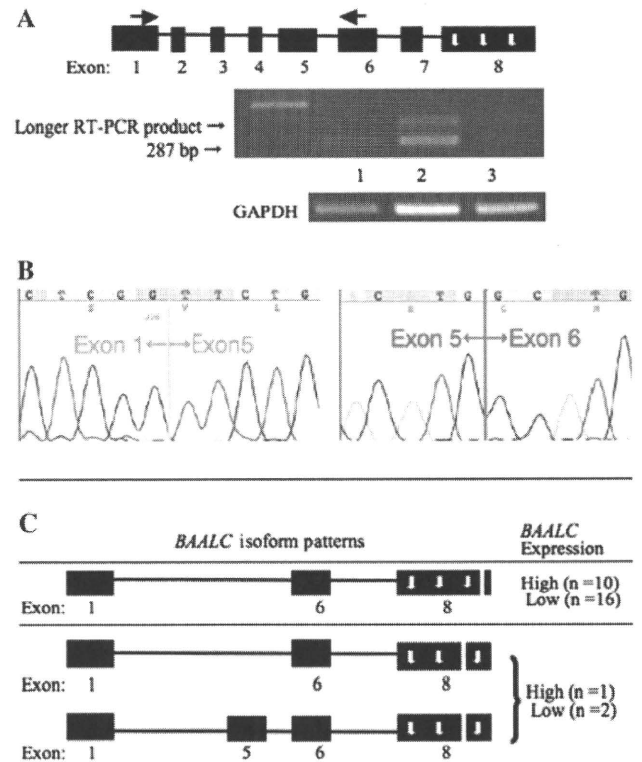 A
Exon: 1 2 3 4 5 6 7 8
Longer RT-PCR product →
287 bp →
1 2 3
GAPDH
B
C T C G G T T C T G
Exon 1 ←→ Exon5
C T G G C T G
Exon 5 ←→ Exon 6
C
BAALC isoform patterns
BAALC
Expression
Exon: 1 6 8
High (n =10)
Low (n =16)
Exon: 1 6 8
High (n =1)
Low (n =2)
Exon: 1 5 6 8